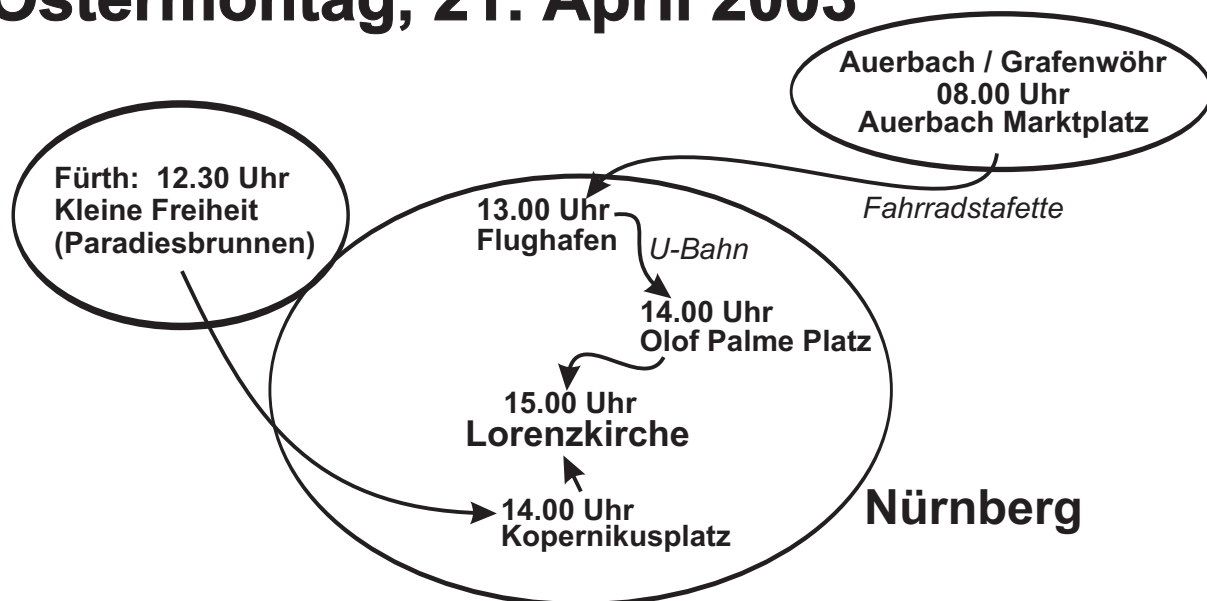 Ostermontag, 21. April 2003
Auerbach / Grafenwöhr
08.00 Uhr
Auerbach Marktplatz
Fürth: 12.30 Uhr
Kleine Freiheit
(Paradiesbrunnen)
Fahrradstafette
13.00 Uhr
Flughafen
U-Bahn
14.00 Uhr
Olof Palme Platz
15.00 Uhr
Lorenzkirche
14.00 Uhr
Kopernikusplatz
Nürnberg